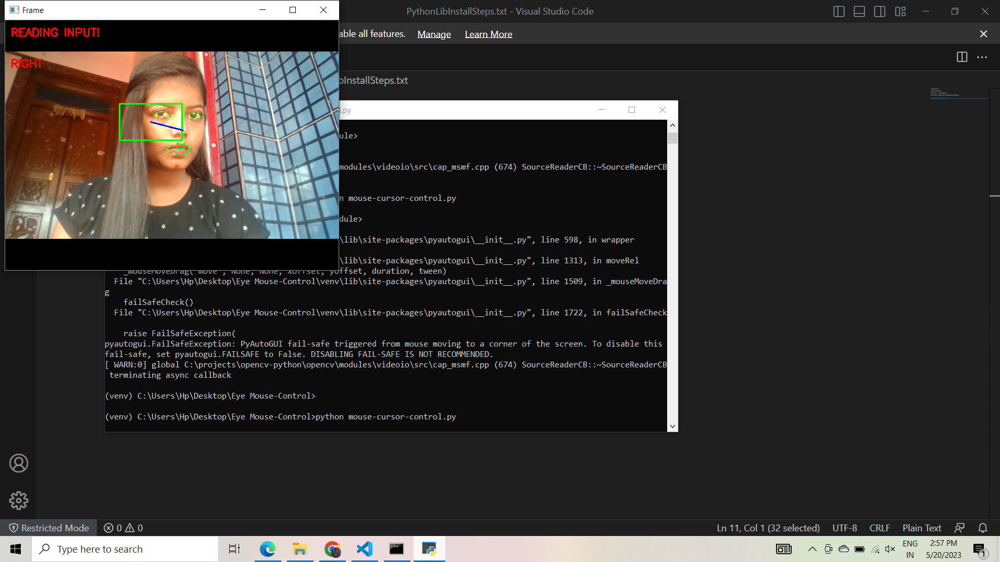 Frame
PythonLibInstallSteps.txt - Visual Studio Code
READING INPUT!
able all features. Manage Learn More
RIGHT
InstallSteps.txt
.py
ule>
modules\videoio\src\cap_msmf.cpp (674) SourceReaderCB::~SourceReaderCB
n mouse-cursor-control.py
dule>
\lib\site-packages\pyautogui\__init__.py", line 598, in wrapper
\lib\site-packages\pyautogui\__init__.py", line 1313, in moveRel
_mouseMoveDrag("move", None, None, xOffset, yOffset, duration, tween)
File "C:\Users\Hp\Desktop\Eye Mouse-Control\venv\lib\site-packages\pyautogui\__init__.py", line 1509, in _mouseMoveDra
g
failSafeCheck()
File "C:\Users\Hp\Desktop\Eye Mouse-Control\venv\lib\site-packages\pyautogui\__init__.py", line 1722, in failSafeCheck
raise FailSafeException(
pyautogui.FailSafeException: PyAutoGUI fail-safe triggered from mouse moving to a corner of the screen. To disable this
fail-safe, set pyautogui.FAILSAFE to False. DISABLING FAIL-SAFE IS NOT RECOMMENDED.
[ WARN:0] global C:\projects\opencv-python\opencv\modules\videoio\src\cap_msmf.cpp (674) SourceReaderCB::~SourceReaderCB
terminating async callback
(venv) C:\Users\Hp\Desktop\Eye Mouse-Control>
(venv) C:\Users\Hp\Desktop\Eye Mouse-Control>python mouse-cursor-control.py
Restricted Mode 0 0 Ln 11, Col 1 (32 selected) UTF-8 CRLF Plain Text
Type here to search
ENG
IN
2:57 PM
5/20/2023
1